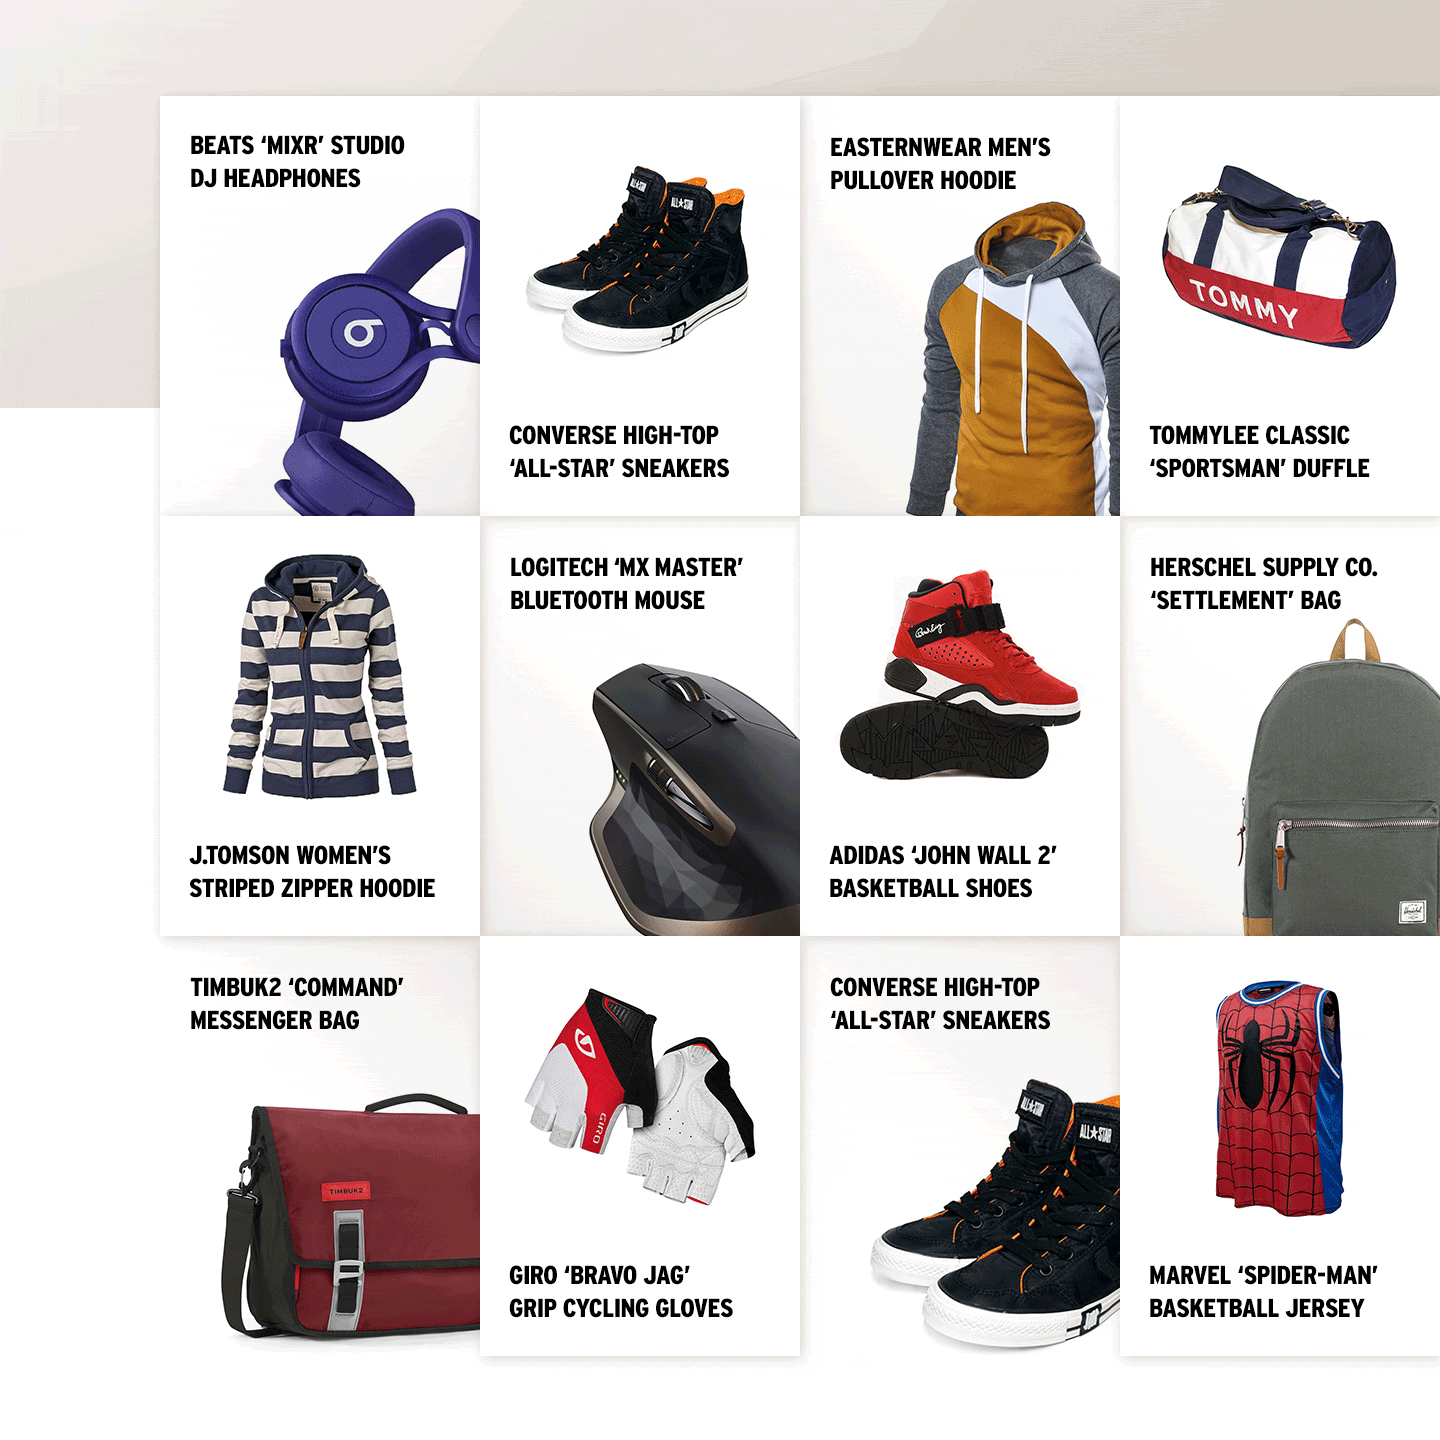 BEATS ‘MIXR’ STUDIO
DJ HEADPHONES
ALL★STAR
ALL★STAR
CONVERSE HIGH-TOP
‘ALL-STAR’ SNEAKERS
EASTERNWEAR MEN’S
PULLOVER HOODIE
TOMMY
TOMMYLEE CLASSIC
‘SPORTSMAN’ DUFFLE
J.TOMSON WOMEN’S
STRIPED ZIPPER HOODIE
LOGITECH ‘MX MASTER’
BLUETOOTH MOUSE
ADIDAS ‘JOHN WALL 2’
BASKETBALL SHOES
HERSCHEL SUPPLY CO.
‘SETTLEMENT’ BAG
Herschel
TIMBUK2 ‘COMMAND’
MESSENGER BAG
TIMBUK2
GIRO
GIRO ‘BRAVO JAG’
GRIP CYCLING GLOVES
CONVERSE HIGH-TOP
‘ALL-STAR’ SNEAKERS
ALL★STAR
ALL★STAR
MARVEL ‘SPIDER-MAN’
BASKETBALL JERSEY